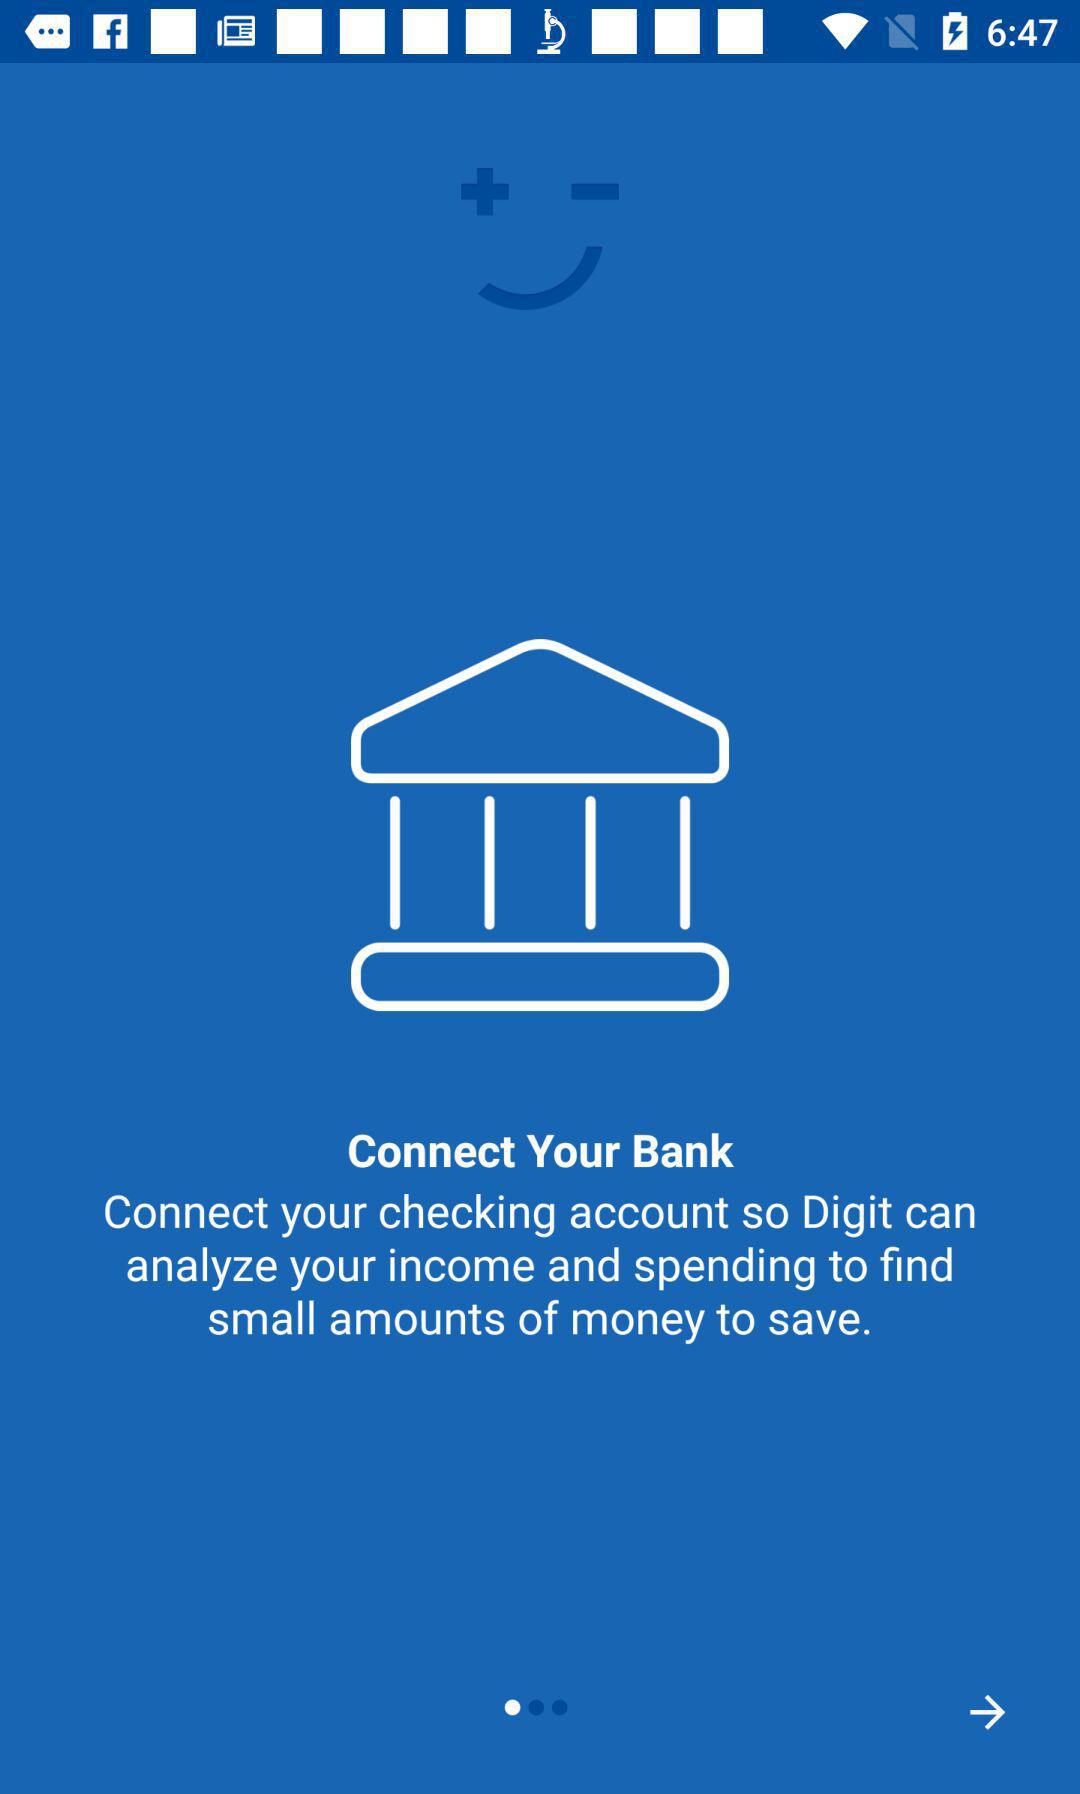 6:47
Connect Your Bank
Connect your checking account so Digit can
analyze your income and spending to find
small amounts of money to save.